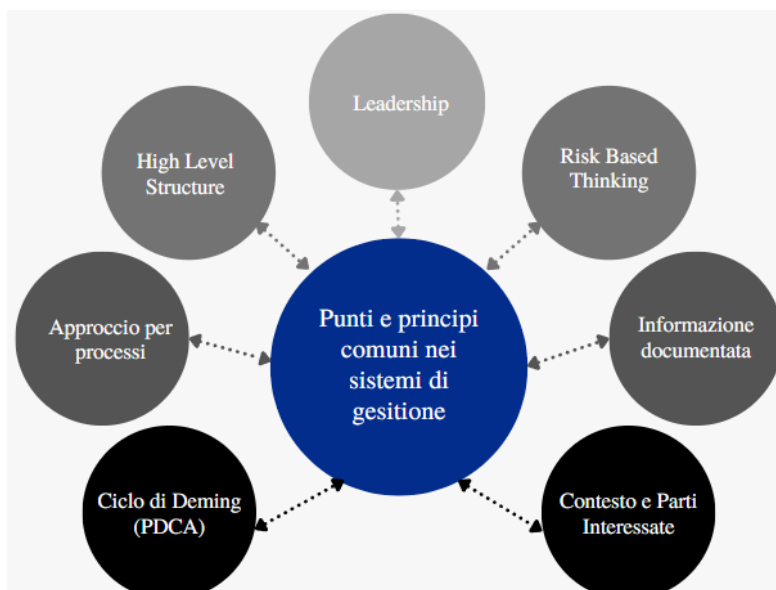 Leadership
High Level
Structure
Risk Based
Thinking
Approccio per
processi
Punti e principi
comuni nei
sistemi di
gesitione
Informazione
documentata
Ciclo di Deming
(PDCA)
Contesto e Parti
Interessate